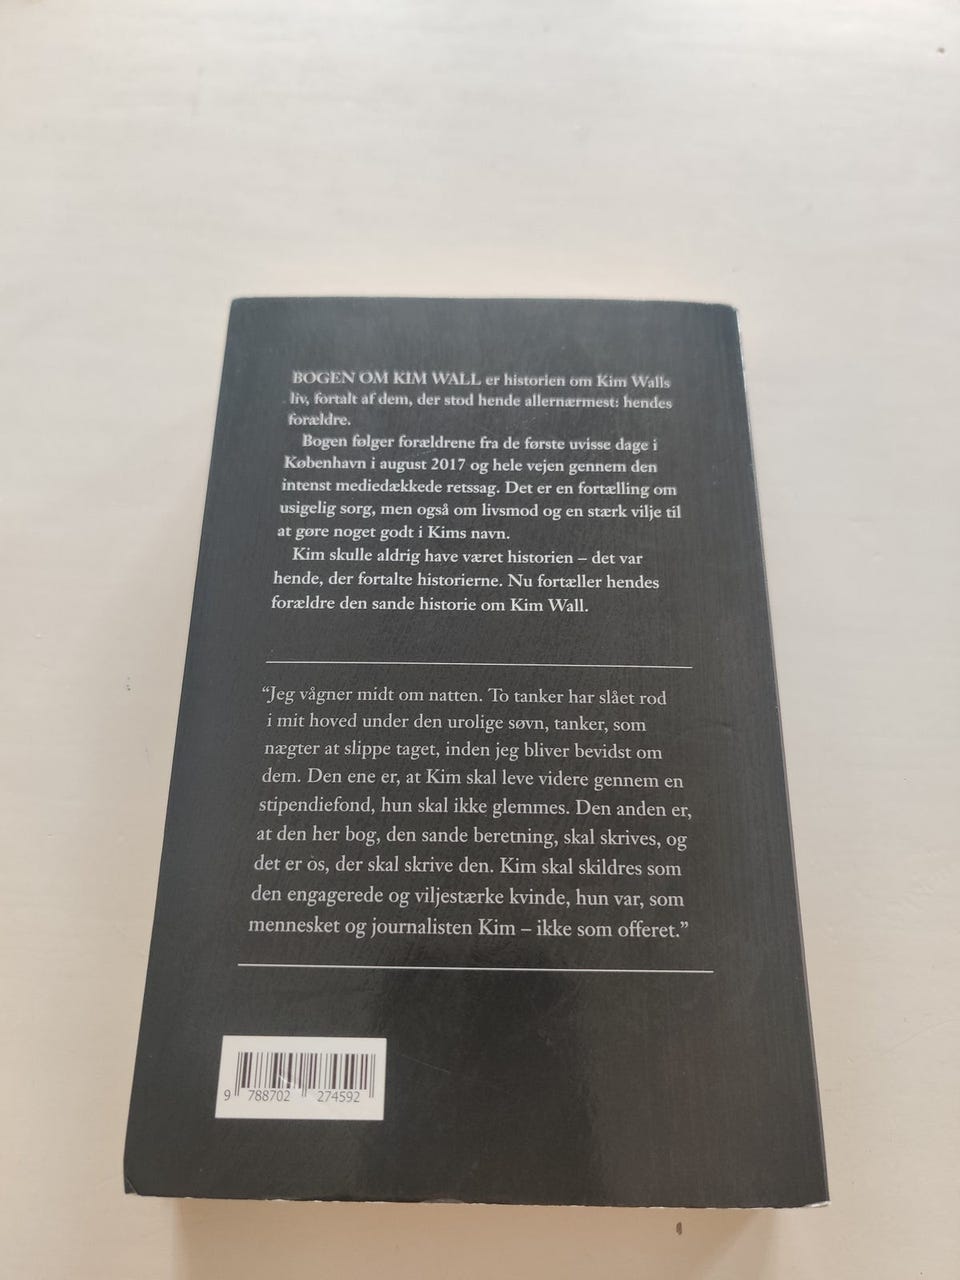 BOGEN OM KIM WALL er historien om Kim Walls
liv, fortalt af dem, der stod hende allernærmest: hendes
forældre.
Bogen følger forældrene fra de første uvisse dage i
København i august 2017 og hele vejen gennem den
intenst mediedækkede retssag. Det er en fortælling om
usigelig sorg, men også om livsmod og en stærk vilje til
at gøre noget godt i Kims navn.
Kim skulle aldrig have været historien – det var
hende, der fortalte historierne. Nu fortæller hendes
forældre den sande historie om Kim Wall.
“Jeg vågner midt om natten. To tanker har slået rod
i mit hoved under den urolige søvn, tanker, som
nægter at slippe taget, inden jeg bliver bevidst om
dem. Den ene er, at Kim skal leve videre gennem en
stipendiefond, hun skal ikke glemmes. Den anden er,
at den her bog, den sande beretning, skal skrives, og
det er os, der skal skrive den. Kim skal skildres som
den engagerede og viljestærke kvinde, hun var, som
mennesket og journalisten Kim – ikke som offeret.”
9 788702 274592